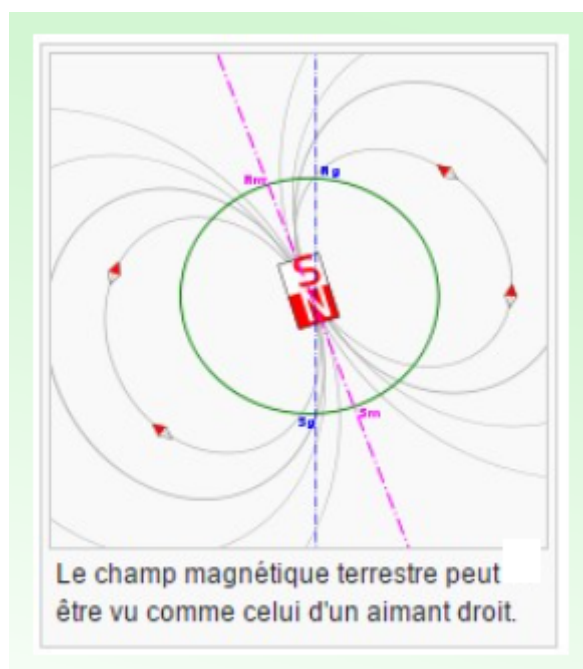 Nm
Ng
S
N
Sg
Sm
Le champ magnétique terrestre peut
être vu comme celui d'un aimant droit.